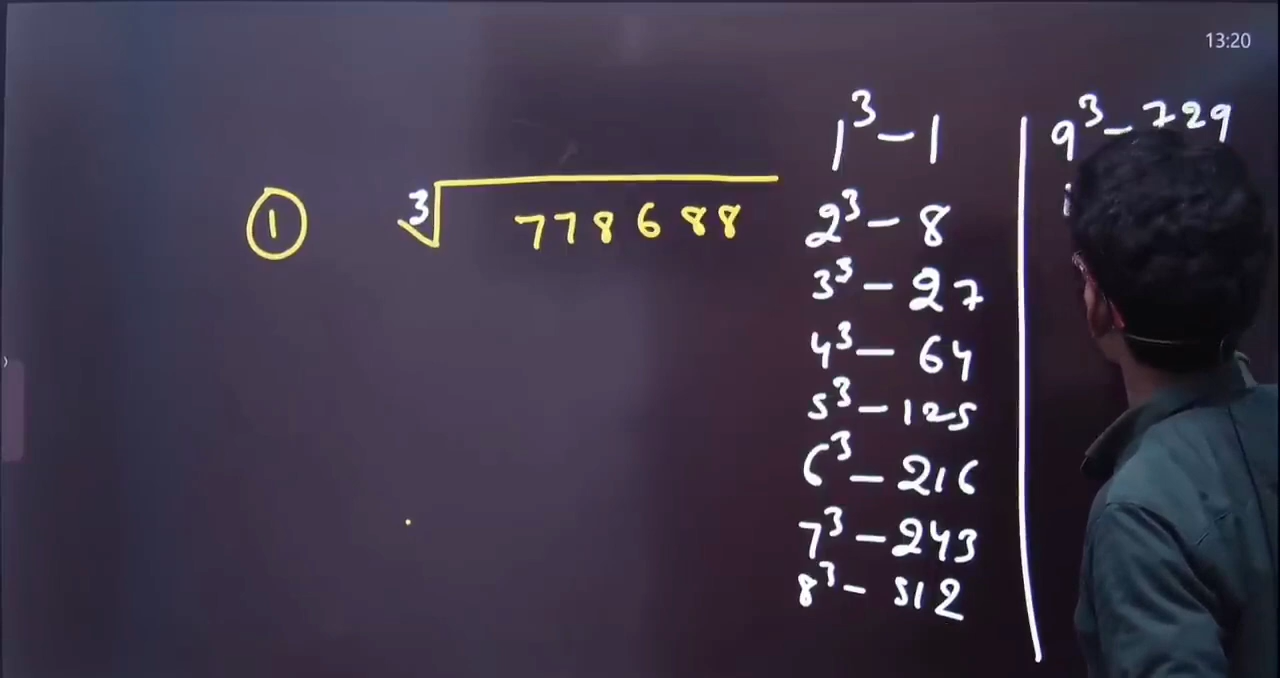 13:20
① ∛778688
1³ – 1
2³ – 8
3³ – 27
4³ – 64
5³ – 125
6³ – 216
7³ – 243
8³ – 512
9³ – 729